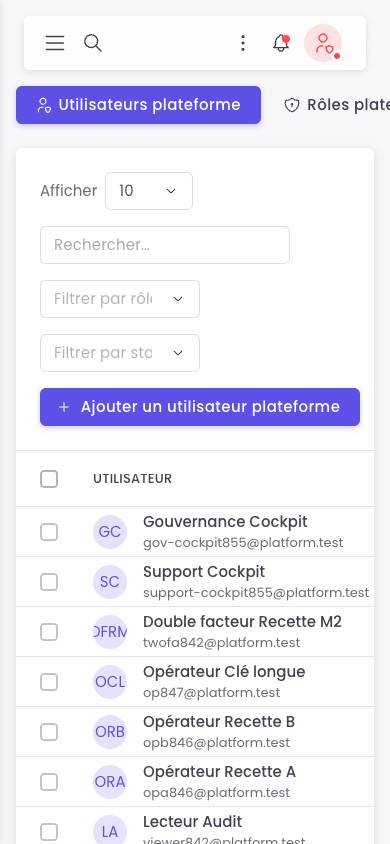 Utilisateurs plateforme
Rôles plate
Afficher 10
Rechercher...
Filtrer par rôl
Filtrer par sta
+ Ajouter un utilisateur plateforme
UTILISATEUR
GC Gouvernance Cockpit
gov-cockpit855@platform.test
SC Support Cockpit
support-cockpit855@platform.test
DFRM Double facteur Recette M2
twofa842@platform.test
OCL Opérateur Clé longue
op847@platform.test
ORB Opérateur Recette B
opb846@platform.test
ORA Opérateur Recette A
opa846@platform.test
LA Lecteur Audit
viewer842@platform.test